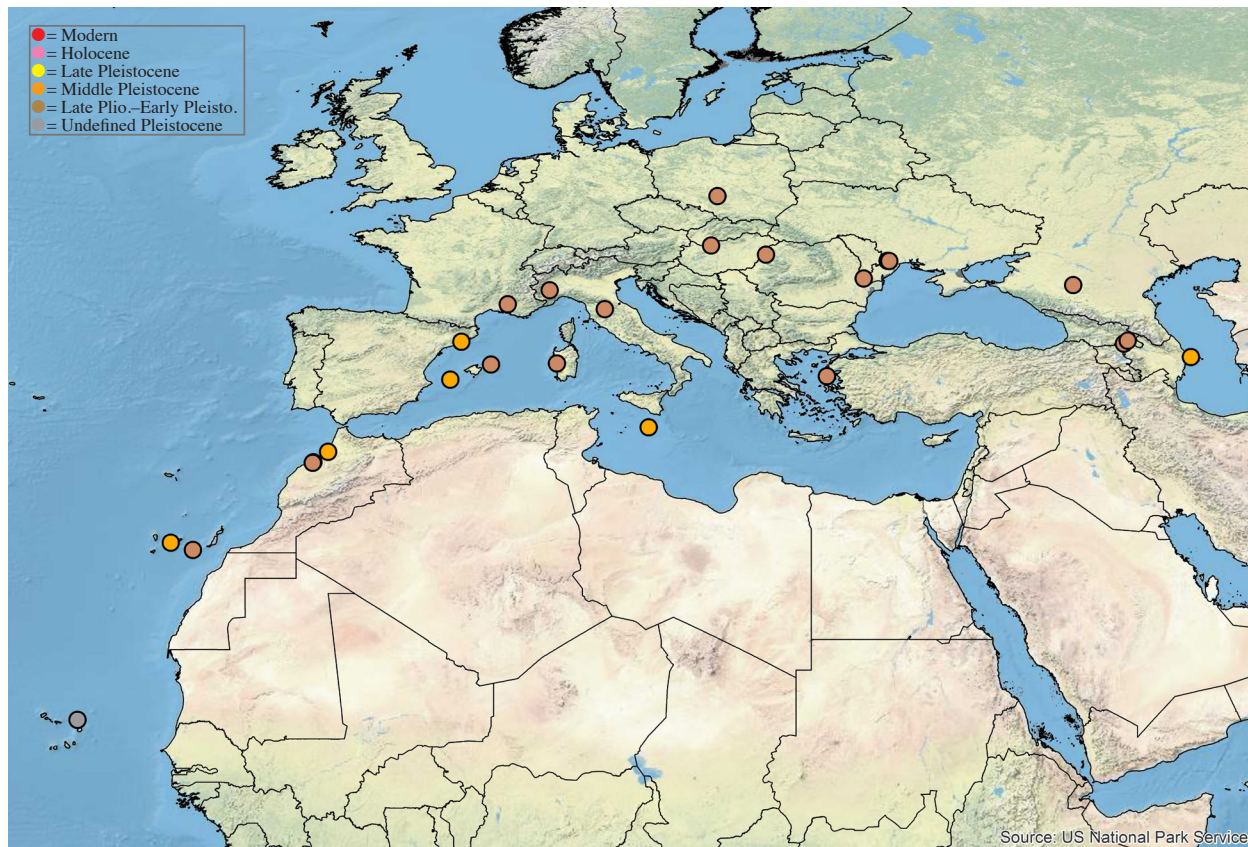 = Modern
= Holocene
= Late Pleistocene
= Middle Pleistocene
= Late Plio.–Early Pleisto.
= Undefined Pleistocene
Source: US National Park Service